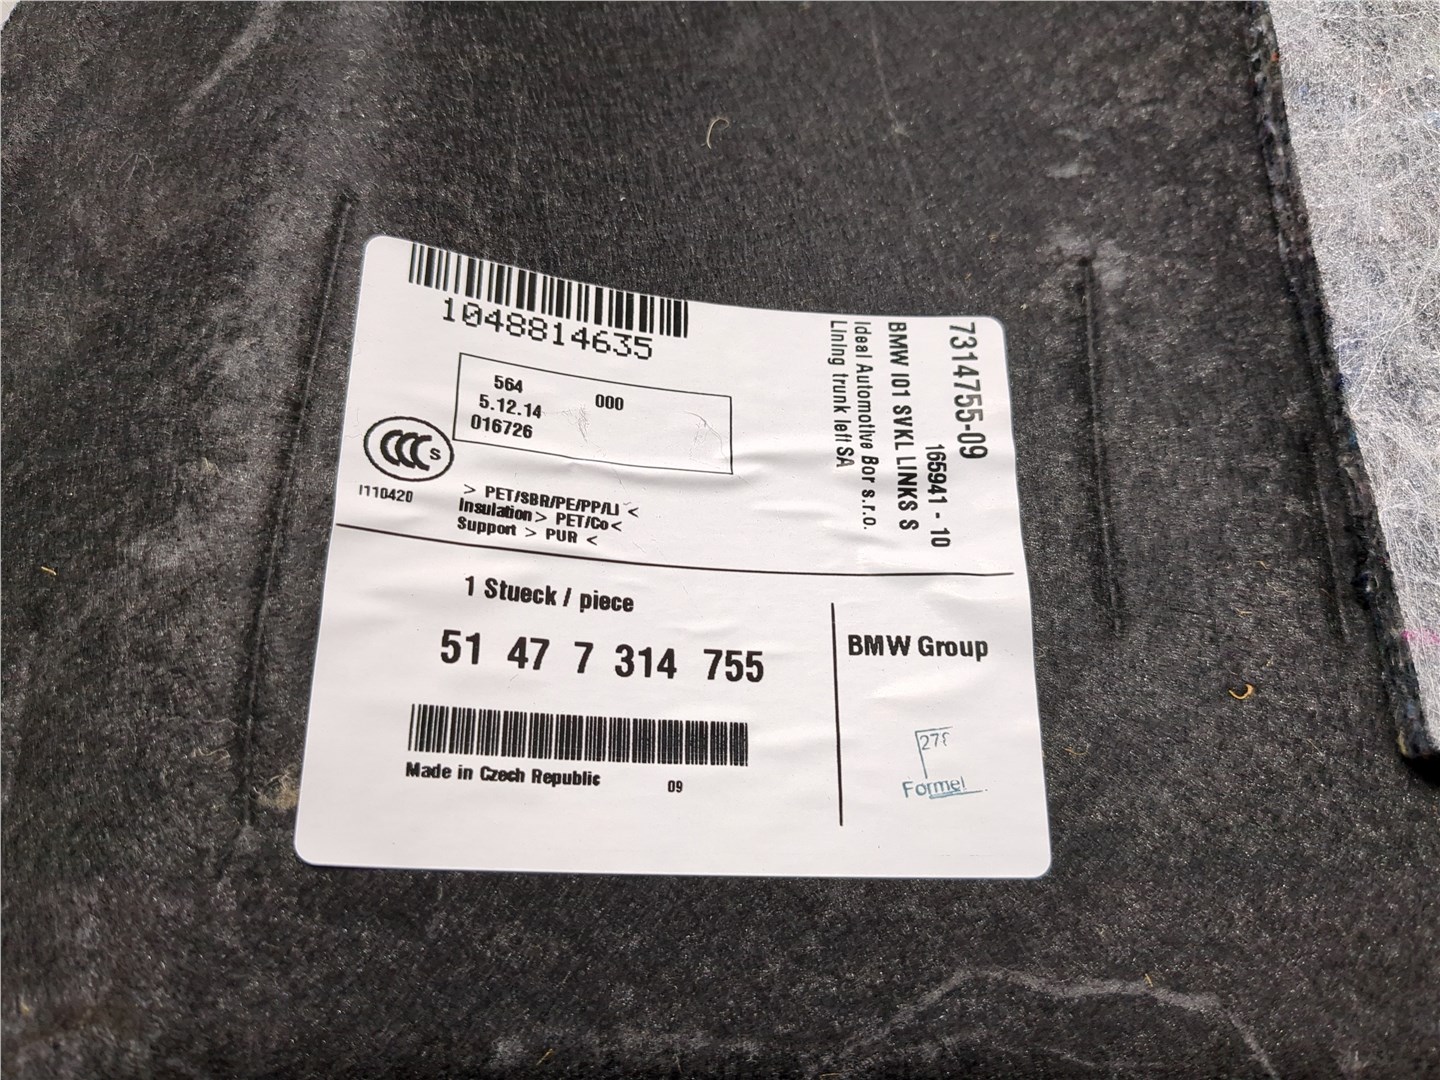 1048814635
564 000
5.12.14
016726
CCC S
I110420
> PET/SBR/PE/PP/LI <
Insulation > PET/Co <
Support > PUR <
7314755-09
165941 - 10
BMW I01 SVKL LINKS S
Ideal Automotive Bor s.r.o.
Lining trunk left SA
1 Stueck / piece
51 47 7 314 755
Made in Czech Republic 09
BMW Group
Formel